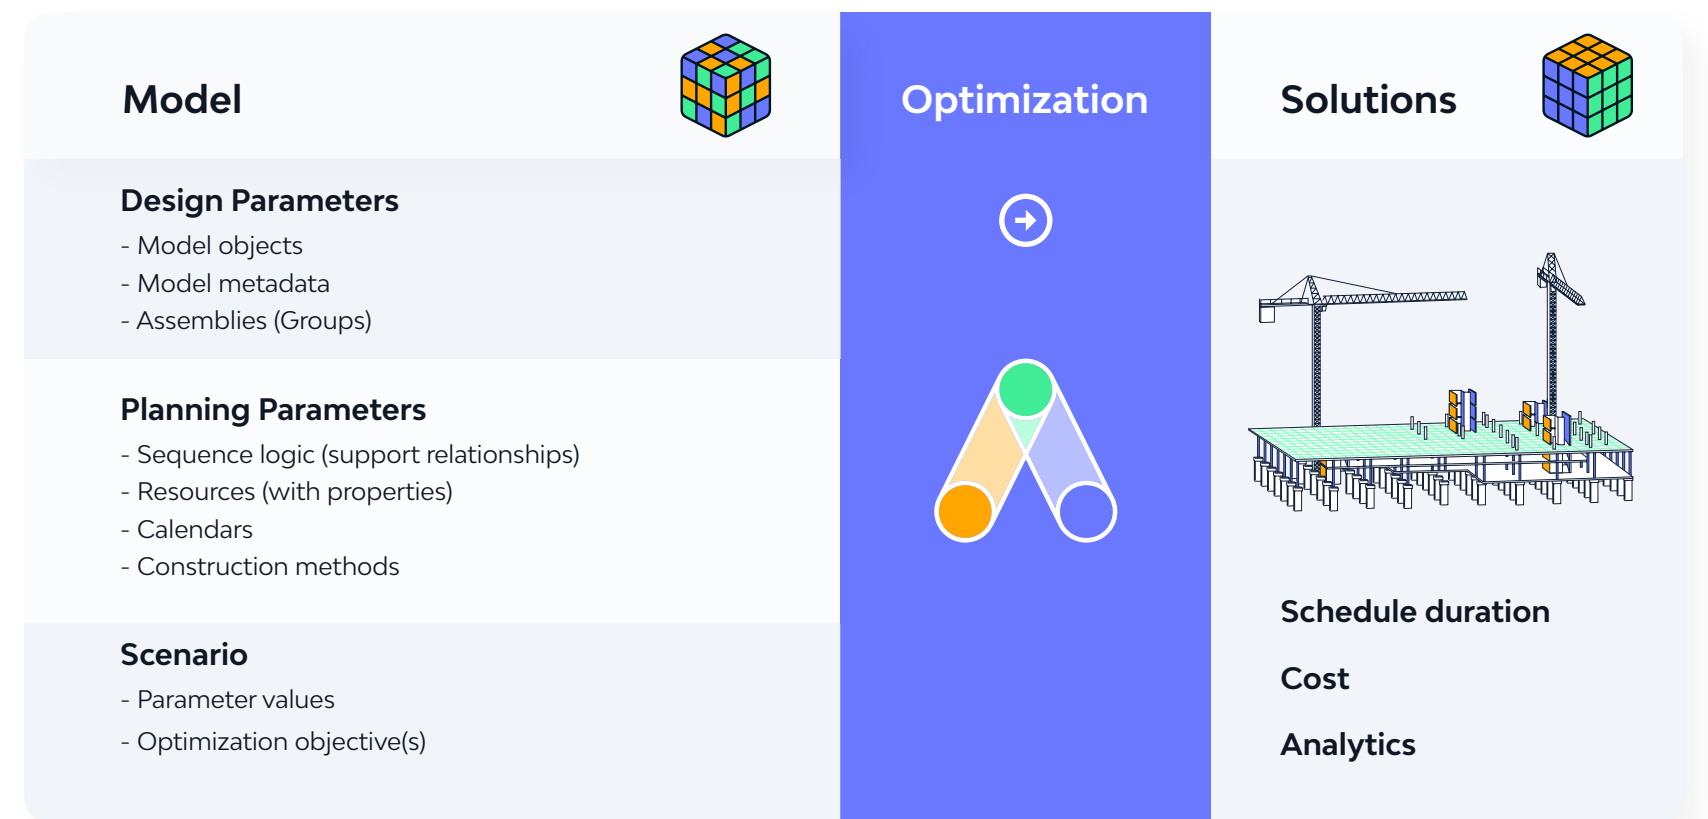 Model
Design Parameters
- Model objects
- Model metadata
- Assemblies (Groups)
Planning Parameters
- Sequence logic (support relationships)
- Resources (with properties)
- Calendars
- Construction methods
Scenario
- Parameter values
- Optimization objective(s)
Optimization
Solutions
Schedule duration
Cost
Analytics